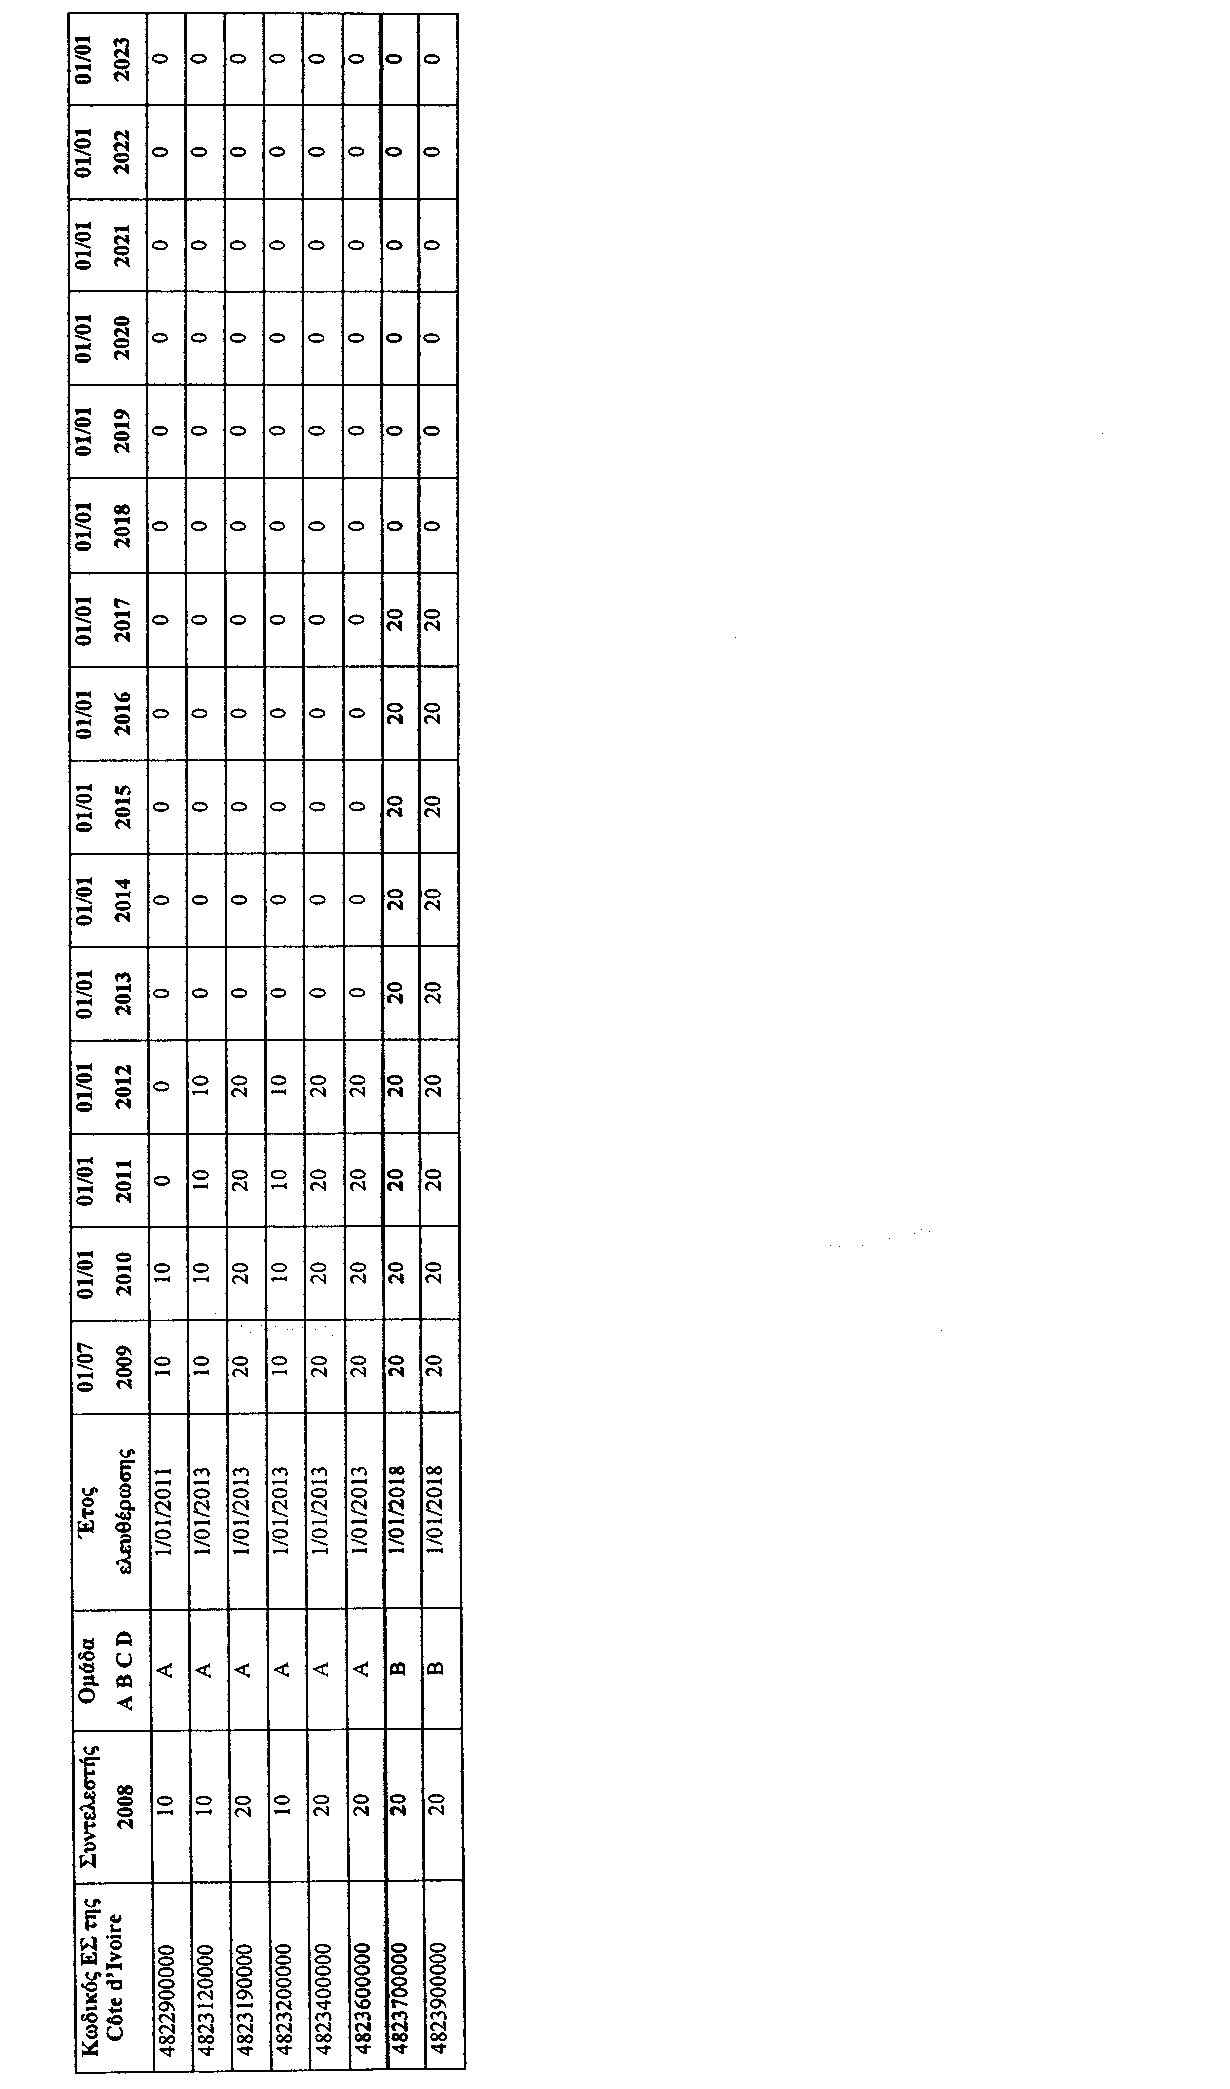 Κωδικός ΕΣ της Συντελεστής Ομάδα Έτος 01/07 01/01 01/01 01/01 01/01 01/01 01/01 01/01 01/01 01/01 01/01 01/01 01/01 01/01 01/01
Côte d'Ivoire 2008 A B C D ελευθέρωσης 2009 2010 2011 2012 2013 2014 2015 2016 2017 2018 2019 2020 2021 2022 2023
4822900000 10 A 1/01/2011 10 10 0 0 0 0 0 0 0 0 0 0 0 0 0
4823120000 10 A 1/01/2013 10 10 10 10 0 0 0 0 0 0 0 0 0 0 0
4823190000 20 A 1/01/2013 20 20 20 20 0 0 0 0 0 0 0 0 0 0 0
4823200000 10 A 1/01/2013 10 10 10 10 0 0 0 0 0 0 0 0 0 0 0
4823400000 20 A 1/01/2013 20 20 20 20 0 0 0 0 0 0 0 0 0 0 0
4823600000 20 A 1/01/2013 20 20 20 20 0 0 0 0 0 0 0 0 0 0 0
4823700000 20 B 1/01/2018 20 20 20 20 20 20 20 20 20 0 0 0 0 0 0
4823900000 20 B 1/01/2018 20 20 20 20 20 20 20 20 20 0 0 0 0 0 0